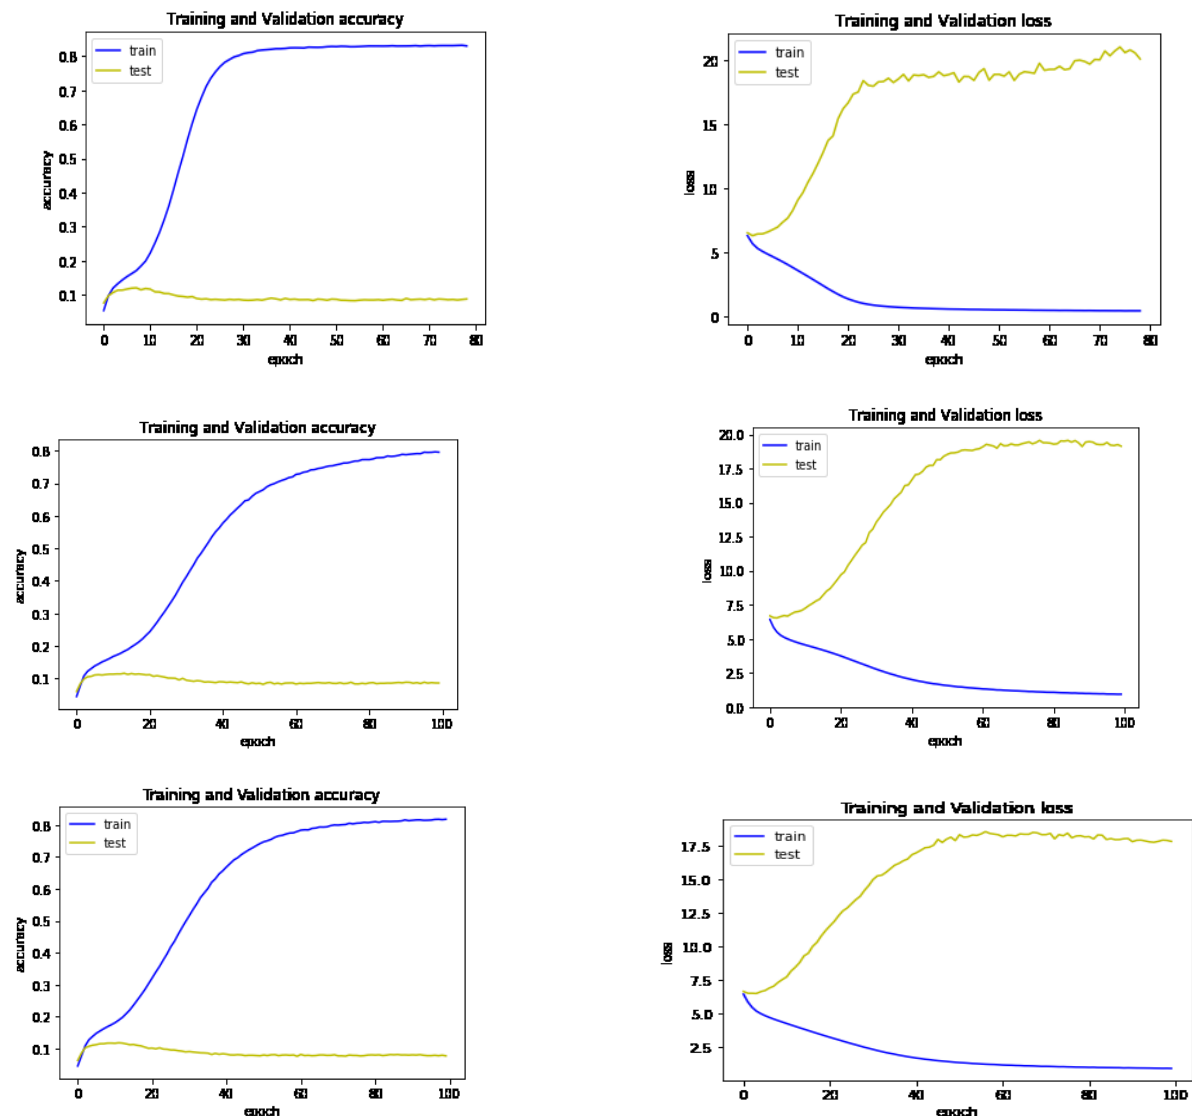 Training and Validation accuracy
train
test
0.8
0.7
0.6
0.5
0.4
0.3
0.2
0.1
accuracy
0 10 20 30 40 50 60 70 80
epoch
Training and Validation loss
train
test
20
15
10
5
0
loss
0 10 20 30 40 50 60 70 80
epoch
Training and Validation accuracy
train
test
0.8
0.7
0.6
0.5
0.4
0.3
0.2
0.1
accuracy
0 20 40 60 80 100
epoch
Training and Validation loss
train
test
20.0
17.5
15.0
12.5
10.0
7.5
5.0
2.5
0.0
loss
0 20 40 60 80 100
epoch
Training and Validation accuracy
train
test
0.8
0.7
0.6
0.5
0.4
0.3
0.2
0.1
accuracy
0 20 40 60 80 100
epoch
Training and Validation loss
train
test
17.5
15.0
12.5
10.0
7.5
5.0
2.5
loss
0 20 40 60 80 100
epoch